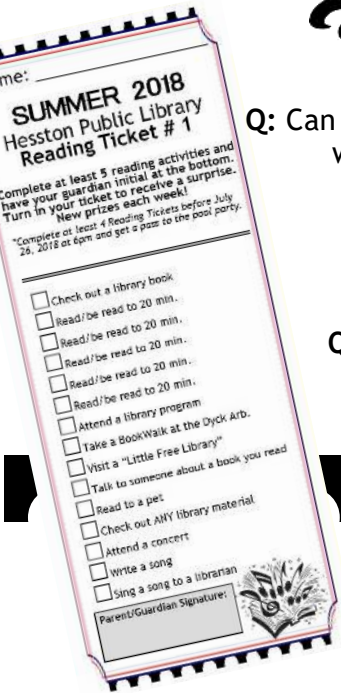 me:
SUMMER 2018
Hesston Public Library
Reading Ticket # 1
Complete at least 5 reading activities and
have your guardian initial at the bottom.
Turn in your ticket to receive a surprise.
New prizes each week!
*Complete at least 4 Reading Tickets before July
26, 2018 at 6pm and get a pass to the pool party.
Check out a library book
Read/be read to 20 min.
Read/be read to 20 min.
Read/be read to 20 min.
Read/be read to 20 min.
Read/be read to 20 min.
Attend a library program
Take a BookWalk at the Dyck Arb.
Visit a "Little Free Library"
Talk to someone about a book you read
Read to a pet
Check out ANY library material
Attend a concert
Write a song
Sing a song to a librarian
Parent/Guardian Signature:
Q: Can
Q